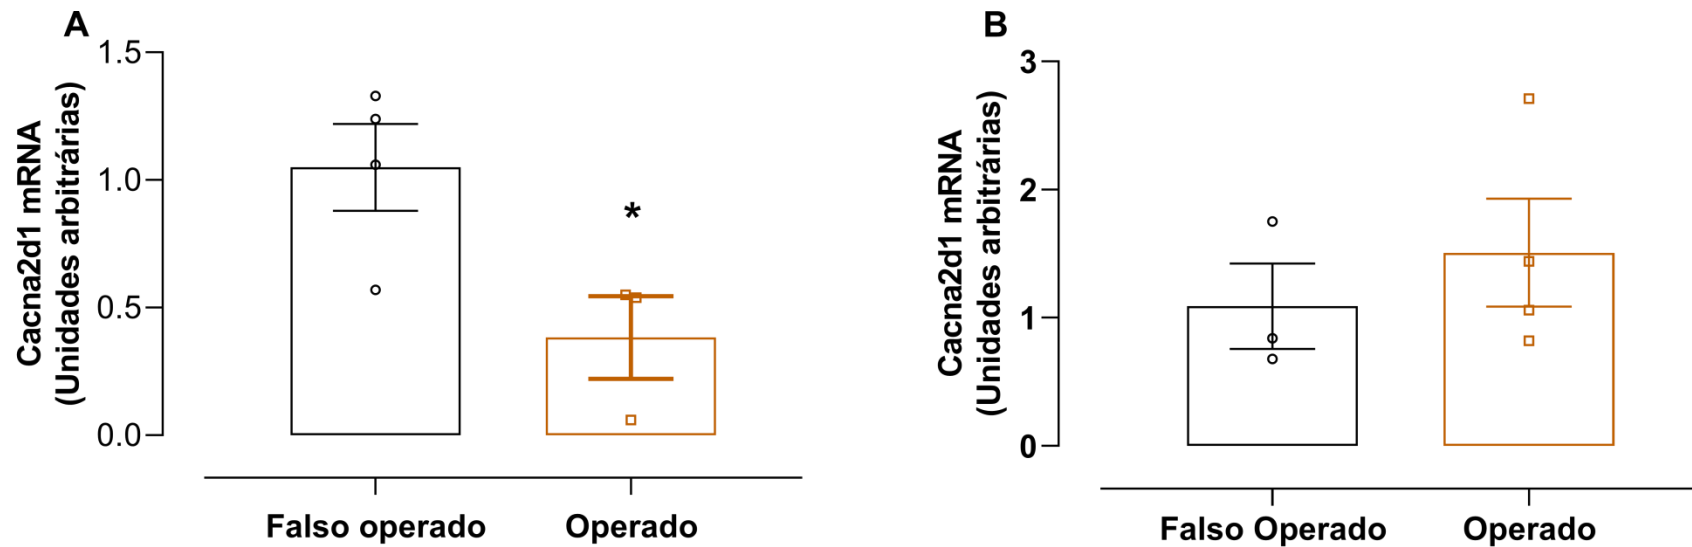 A
Cacna2d1 mRNA
(Unidades arbitrárias)
1.5
1.0
0.5
0.0
*
Falso operado
Operado
B
Cacna2d1 mRNA
(Unidades arbitrárias)
3
2
1
0
Falso Operado
Operado